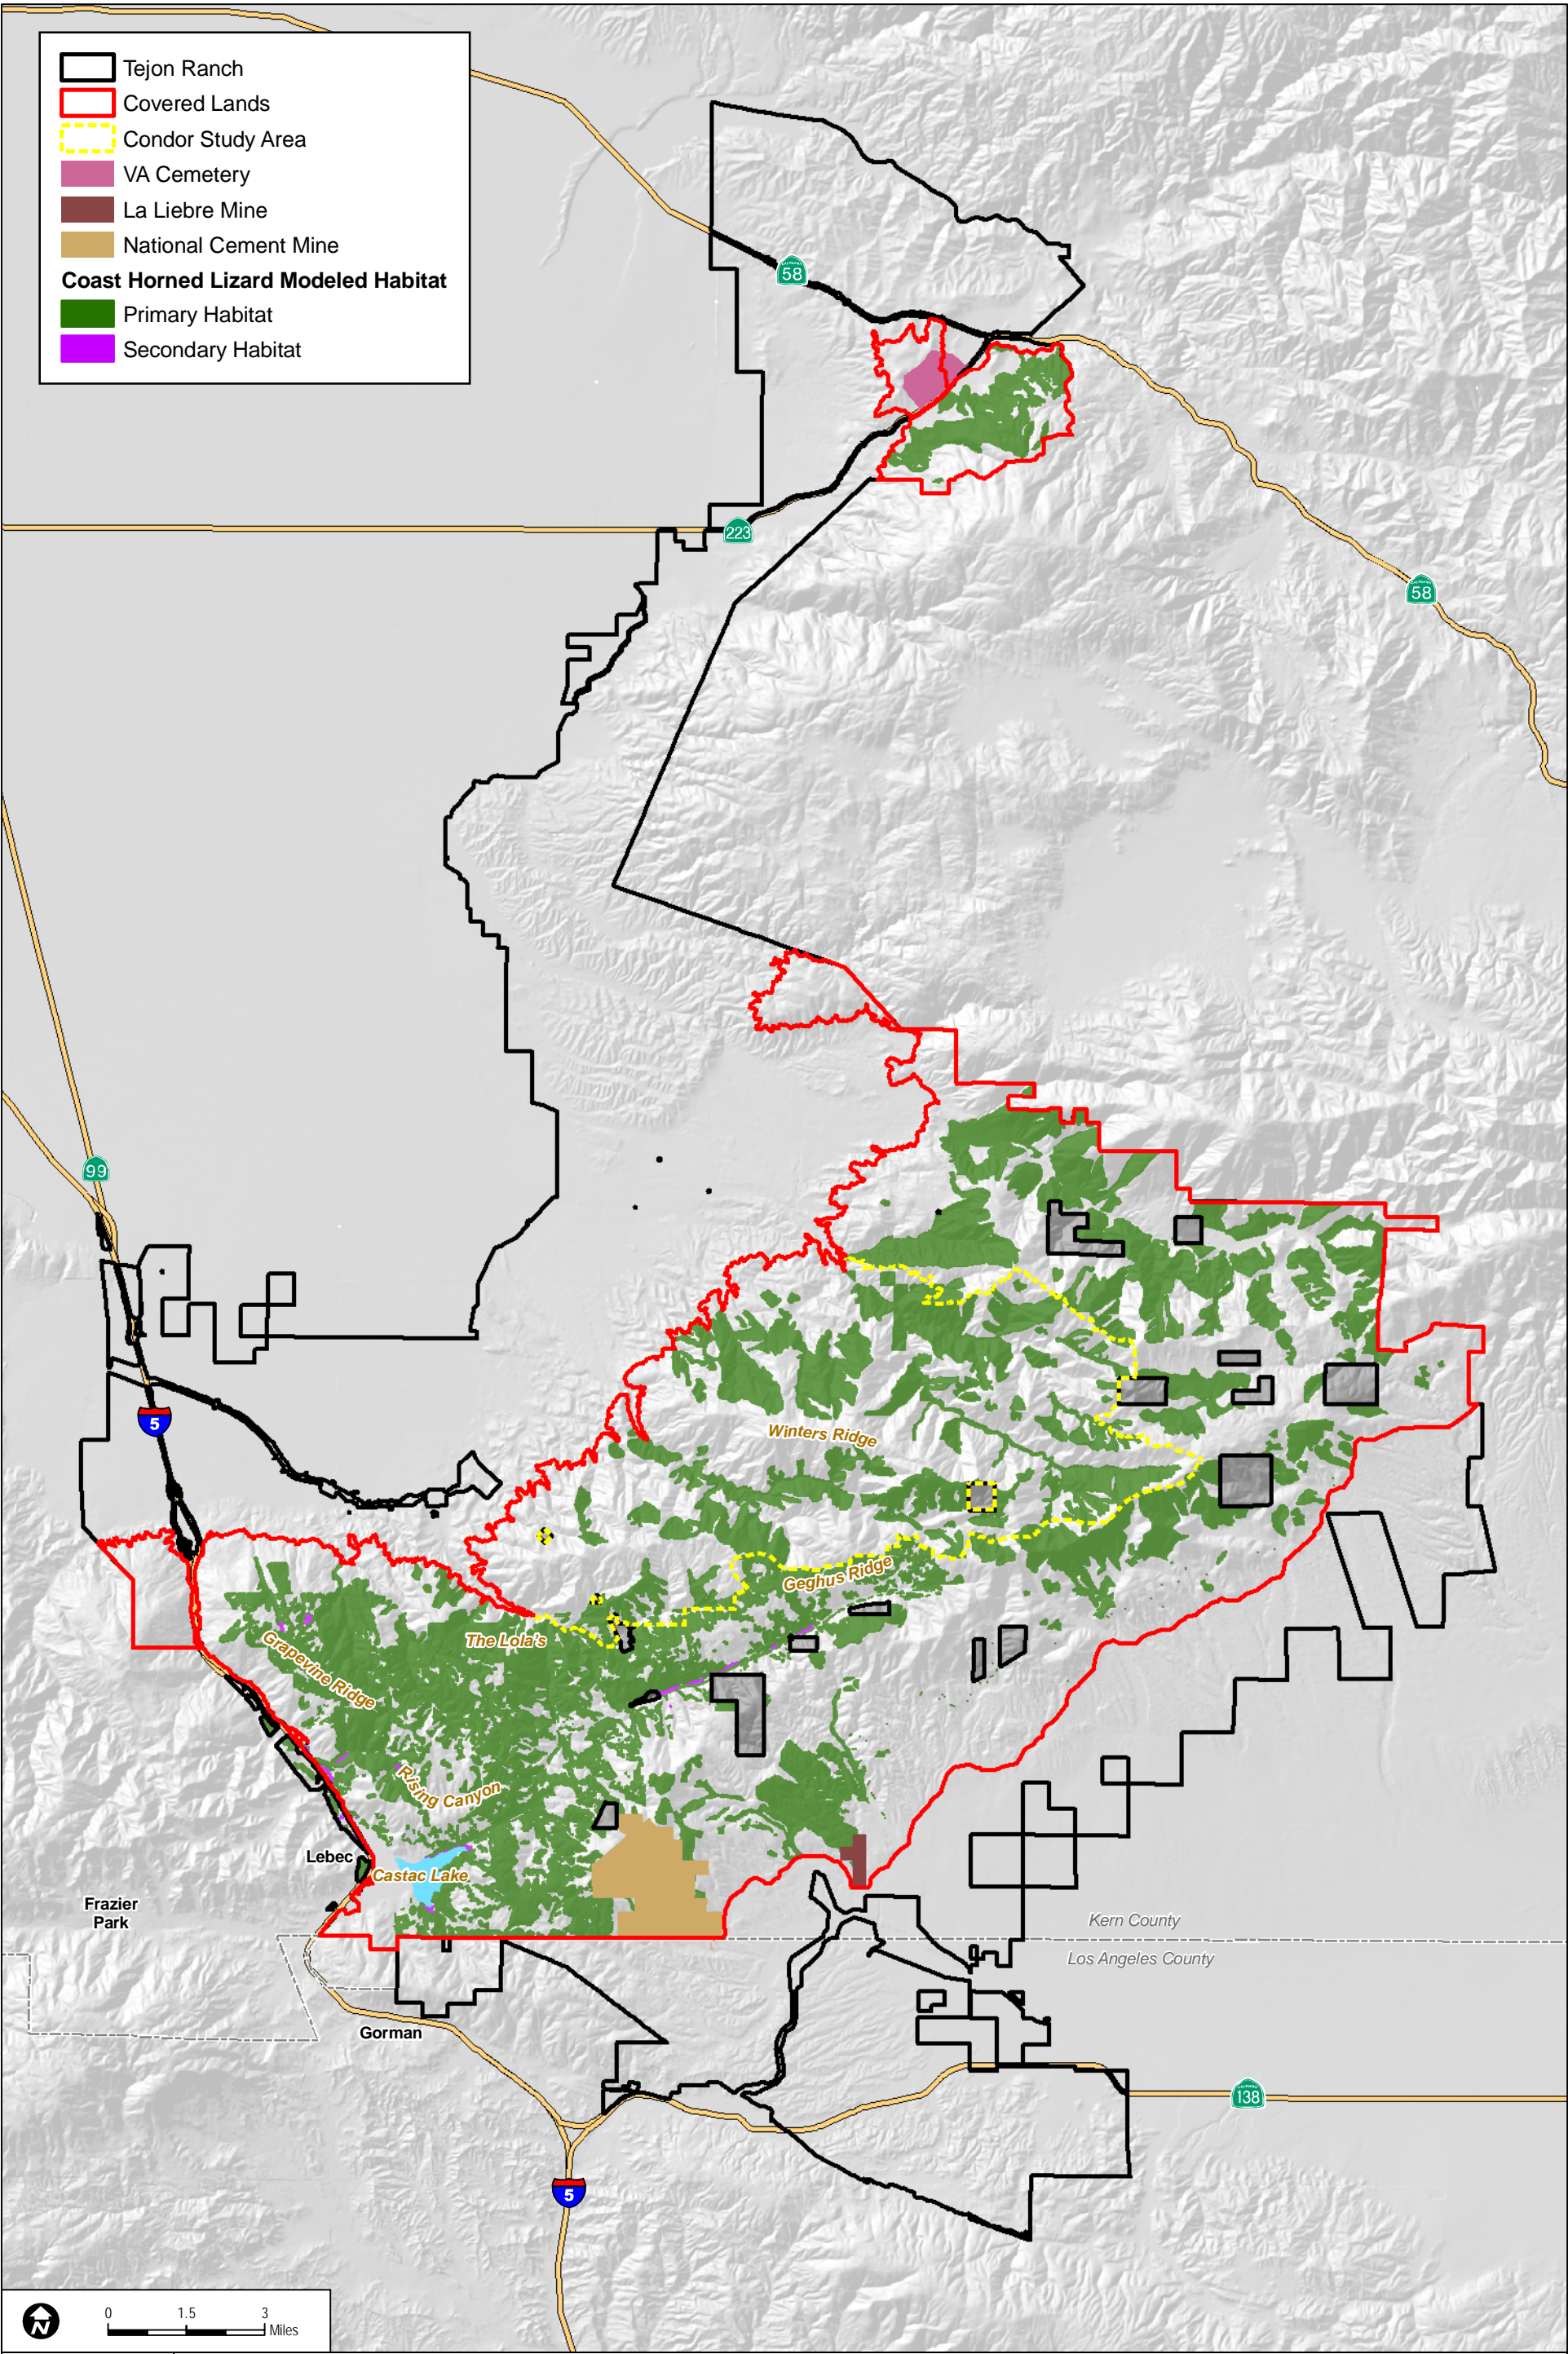 Tejon Ranch
Covered Lands
Condor Study Area
VA Cemetery
La Liebre Mine
National Cement Mine
Coast Horned Lizard Modeled Habitat
Primary Habitat
Secondary Habitat
58
223
58
99
5
Winters Ridge
Geghus Ridge
The Lola's
Grapevine Ridge
Rising Canyon
Lebec
Castac Lake
Frazier
Park
Kern County
Los Angeles County
Gorman
138
5
N
0 1.5 3
Miles